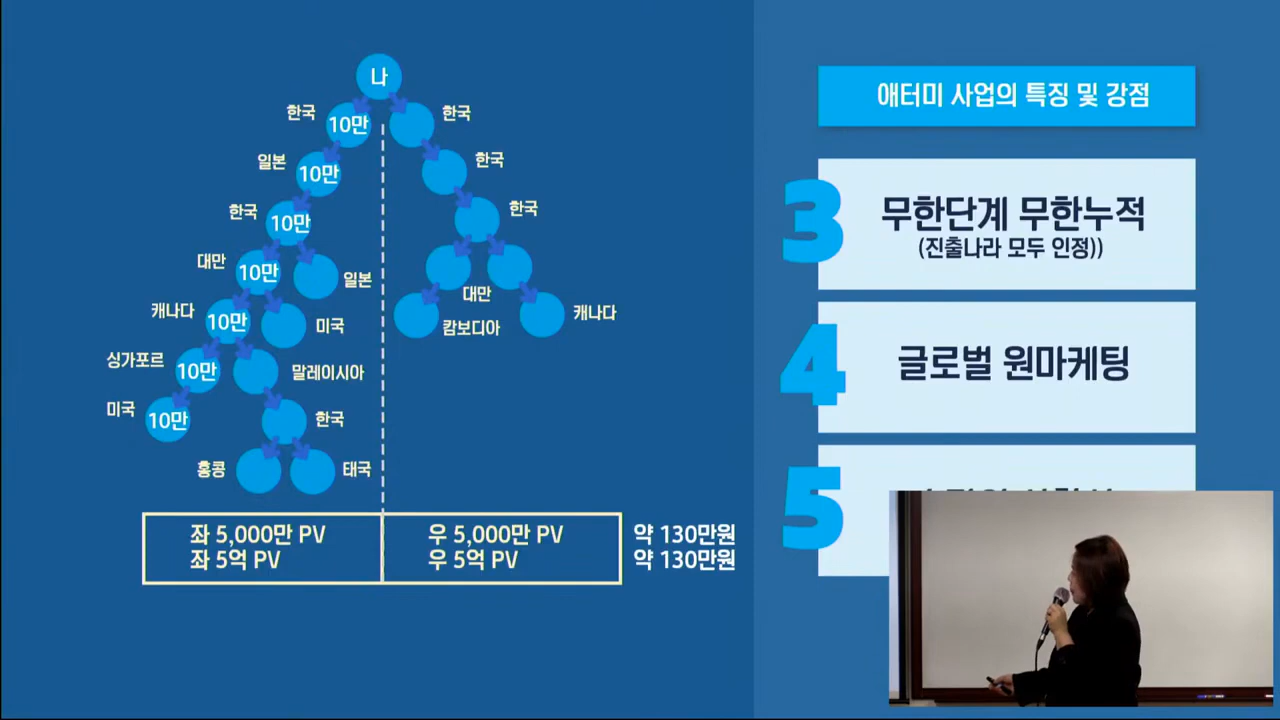 나
한국
10만
한국
일본
10만
한국
한국
10만
한국
대만
10만
일본
대만
캐나다
10만
미국
캄보디아
캐나다
싱가포르
10만
말레이시아
미국
10만
한국
홍콩
태국
좌 5,000만 PV
우 5,000만 PV
약 130만원
좌 5억 PV
우 5억 PV
약 130만원
애터미 사업의 특징 및 강점
3
무한단계 무한누적
(진출나라 모두 인정))
4
글로벌 원마케팅
5